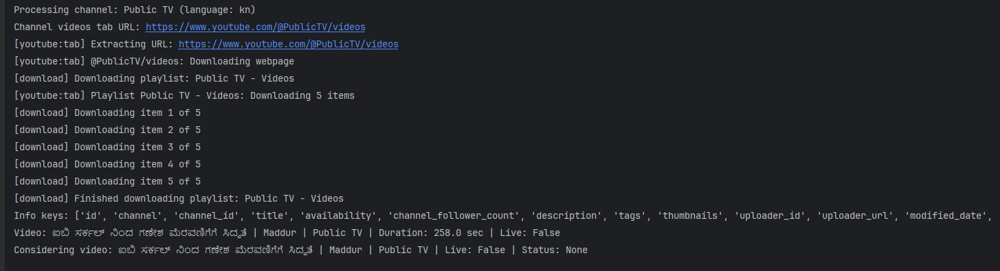 Processing channel: Public TV (language: kn)
Channel videos tab URL: https://www.youtube.com/@PublicTV/videos
[youtube:tab] Extracting URL: https://www.youtube.com/@PublicTV/videos
[youtube:tab] @PublicTV/videos: Downloading webpage
[download] Downloading playlist: Public TV - Videos
[youtube:tab] Playlist Public TV - Videos: Downloading 5 items
[download] Downloading item 1 of 5
[download] Downloading item 2 of 5
[download] Downloading item 3 of 5
[download] Downloading item 4 of 5
[download] Downloading item 5 of 5
[download] Finished downloading playlist: Public TV - Videos
Info keys: ['id', 'channel', 'channel_id', 'title', 'availability', 'channel_follower_count', 'description', 'tags', 'thumbnails', 'uploader_id', 'uploader_url', 'modified_date',
Video: ಐಬಿ ಸರ್ಕಲ್ ನಿಂದ ಗಣೇಶ ಮೆರವಣಿಗೆಗೆ ಸಿದ್ಧತೆ | Maddur | Public TV | Duration: 258.0 sec | Live: False
Considering video: ಐಬಿ ಸರ್ಕಲ್ ನಿಂದ ಗಣೇಶ ಮೆರವಣಿಗೆಗೆ ಸಿದ್ಧತೆ | Maddur | Public TV | Live: False | Status: None